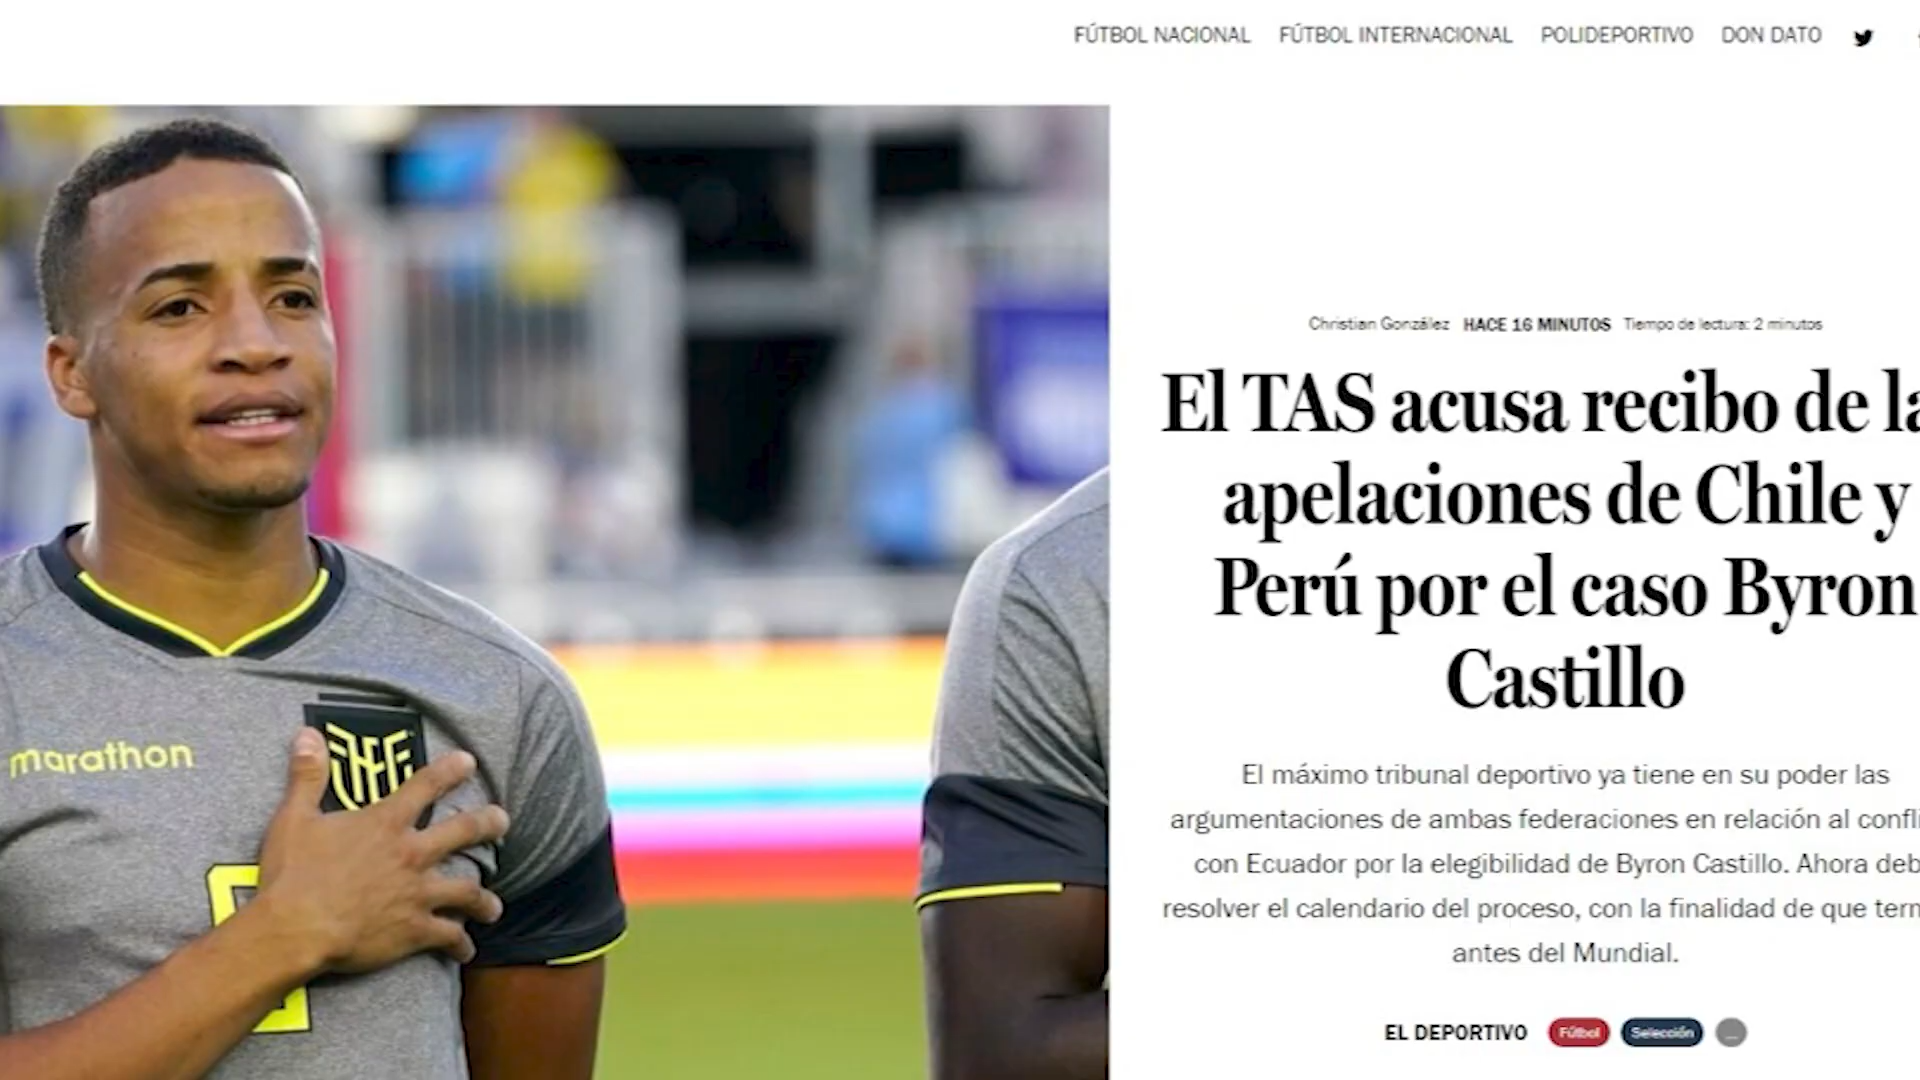 FÚTBOL NACIONAL FÚTBOL INTERNACIONAL POLIDEPORTIVO DON DATO
Christian González HACE 16 MINUTOS Tiempo de lectura: 2 minutos
El TAS acusa recibo de la
apelaciones de Chile y
Perú por el caso Byron
Castillo
El máximo tribunal deportivo ya tiene en su poder las
argumentaciones de ambas federaciones en relación al confli
con Ecuador por la elegibilidad de Byron Castillo. Ahora deb
resolver el calendario del proceso, con la finalidad de que term
antes del Mundial.
EL DEPORTIVO Fútbol Selección ...
marathon
FEF